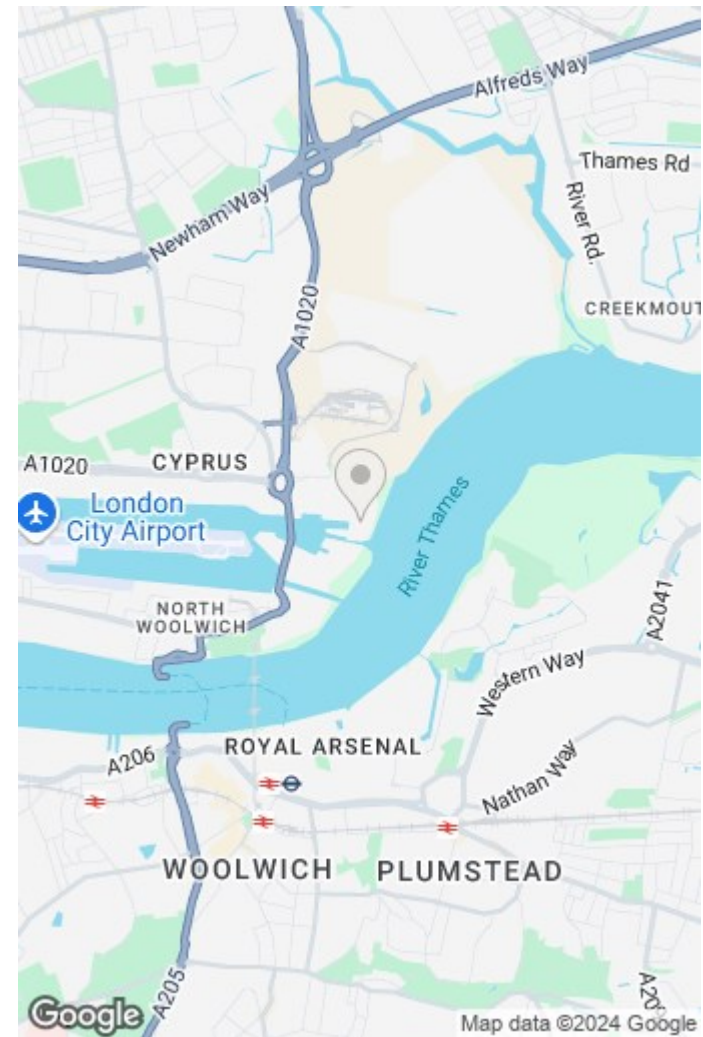 Alfreds Way
Thames Rd
River Rd.
Newham Way
A1020
CREEKMOUT
A1020
CYPRUS
London
City Airport
River Thames
NORTH
WOOLWICH
A2041
Western Way
ROYAL ARSENAL
A206
Nathan Way
WOOLWICH
PLUMSTEAD
A205
A20
Google
Map data ©2024 Google